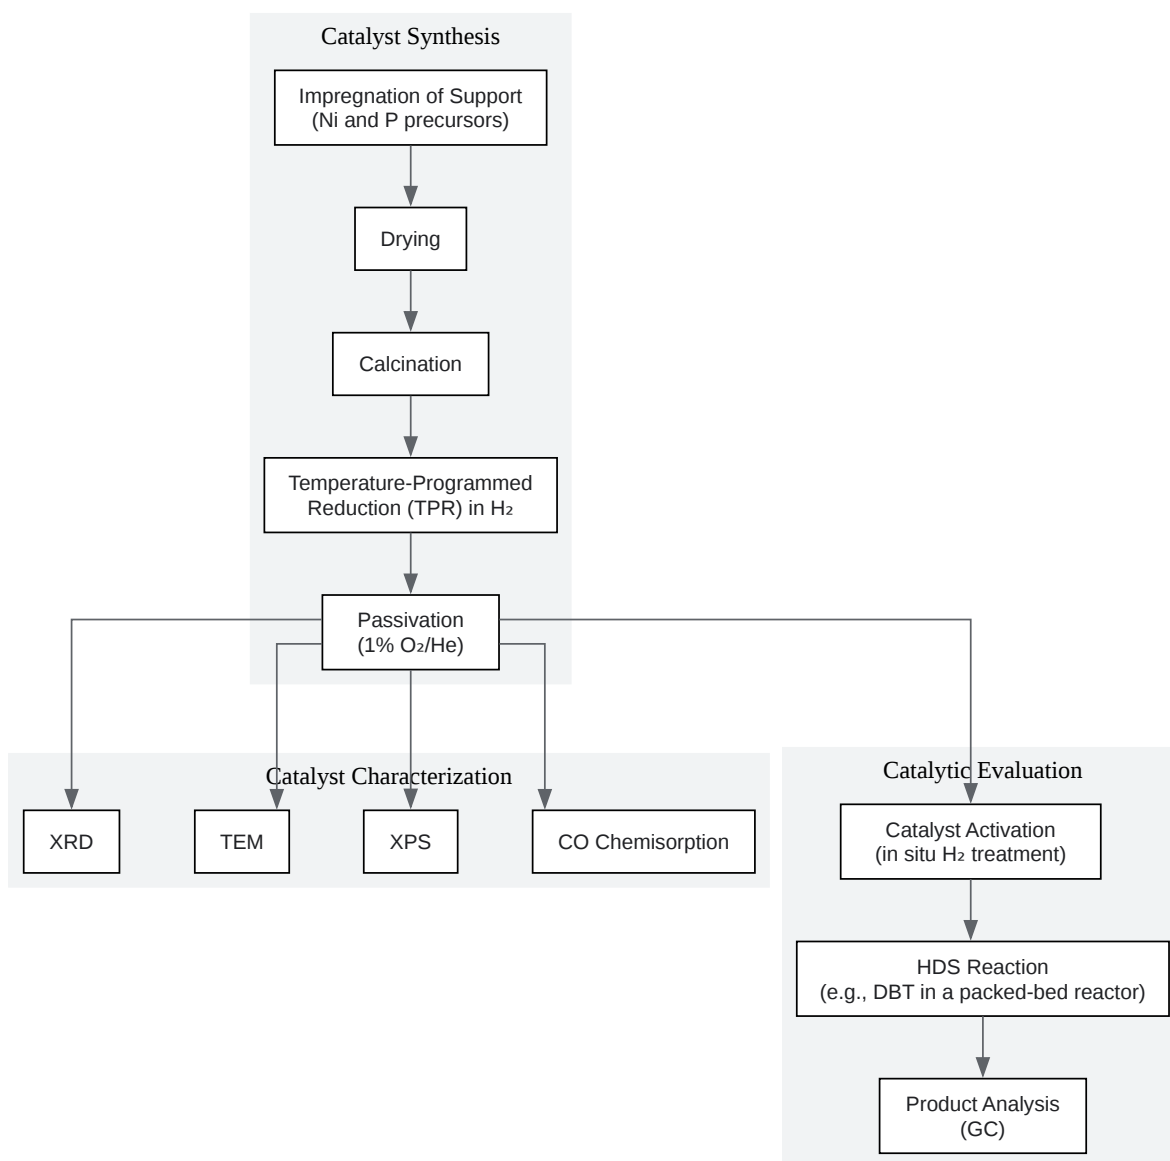 Catalyst Synthesis
Impregnation of Support
(Ni and P precursors)
Drying
Calcination
Temperature-Programmed
Reduction (TPR) in H₂
Passivation
(1% O₂/He)
Catalyst Characterization
XRD
TEM
XPS
CO Chemisorption
Catalytic Evaluation
Catalyst Activation
(in situ H₂ treatment)
HDS Reaction
(e.g., DBT in a packed-bed reactor)
Product Analysis
(GC)